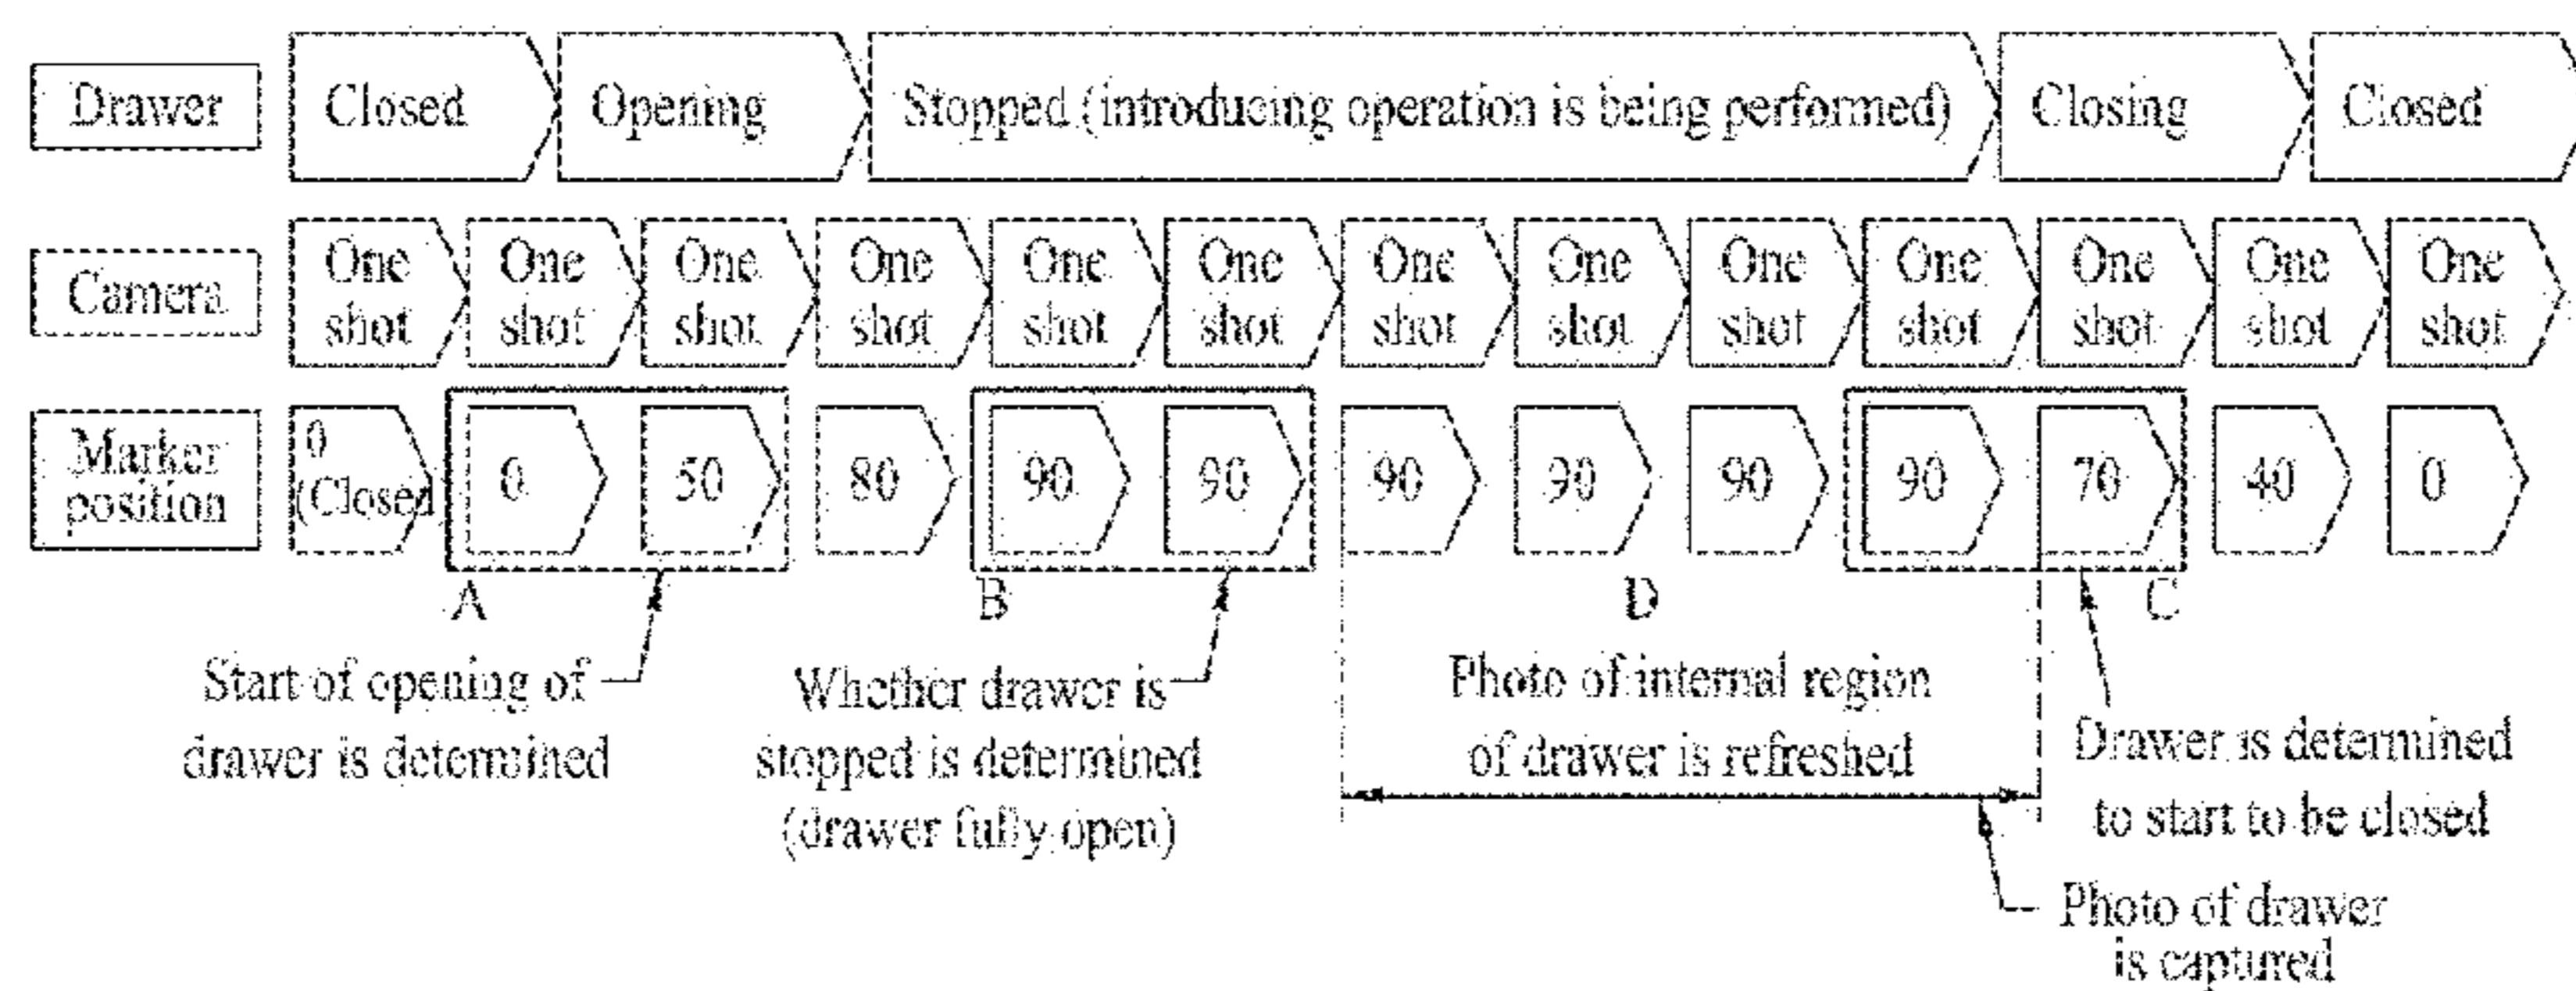 Drawer
Closed
Opening
Stopped (introducing operation is being performed)
Closing
Closed
Camera
One shot
One shot
One shot
One shot
One shot
One shot
One shot
One shot
One shot
One shot
One shot
One shot
One shot
Marker
position
0
(Closed)
0
50
80
90
90
90
90
90
90
70
40
0
A
B
D
C
Start of opening of
drawer is determined
Whether drawer is
stopped is determined
(drawer fully open)
Photo of internal region
of drawer is refreshed
Drawer is determined
to start to be closed
Photo of drawer
is captured